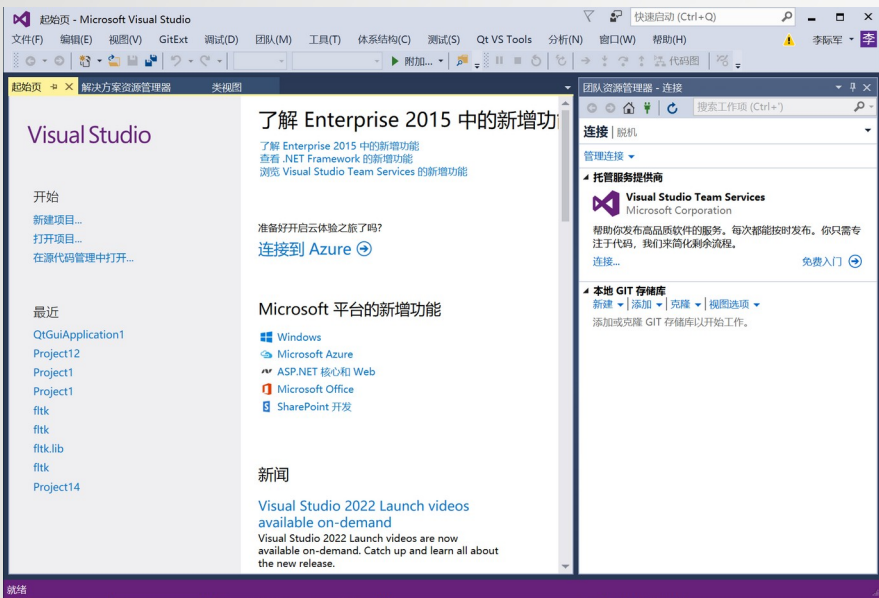 起始页 - Microsoft Visual Studio
快速启动 (Ctrl+Q)
文件(F) 编辑(E) 视图(V) GitExt 调试(D) 团队(M) 工具(T) 体系结构(C) 测试(S) Qt VS Tools 分析(N) 窗口(W) 帮助(H)
李际军 李
附加... 代码图
起始页 解决方案资源管理器 类视图
Visual Studio
开始
新建项目...
打开项目...
在源代码管理中打开...
最近
QtGuiApplication1
Project12
Project1
Project1
fltk
fltk
fltk.lib
fltk
Project14
了解 Enterprise 2015 中的新增功
了解 Enterprise 2015 中的新增功能
查看 .NET Framework 的新增功能
浏览 Visual Studio Team Services 的新增功能
准备好开启云体验之旅了吗?
连接到 Azure
Microsoft 平台的新增功能
Windows
Microsoft Azure
ASP.NET 核心和 Web
Microsoft Office
SharePoint 开发
新闻
Visual Studio 2022 Launch videos
available on-demand
Visual Studio 2022 Launch videos are now
available on-demand. Catch up and learn all about
the new release.
团队资源管理器 - 连接
搜索工作项 (Ctrl+')
连接 | 脱机
管理连接
托管服务提供商
Visual Studio Team Services
Microsoft Corporation
帮助你发布高品质软件的服务。每次都能按时发布。你只需专
注于代码，我们来简化剩余流程。
连接... 免费入门
本地 GIT 存储库
新建 | 添加 | 克隆 | 视图选项
添加或克隆 GIT 存储库以开始工作。
就绪